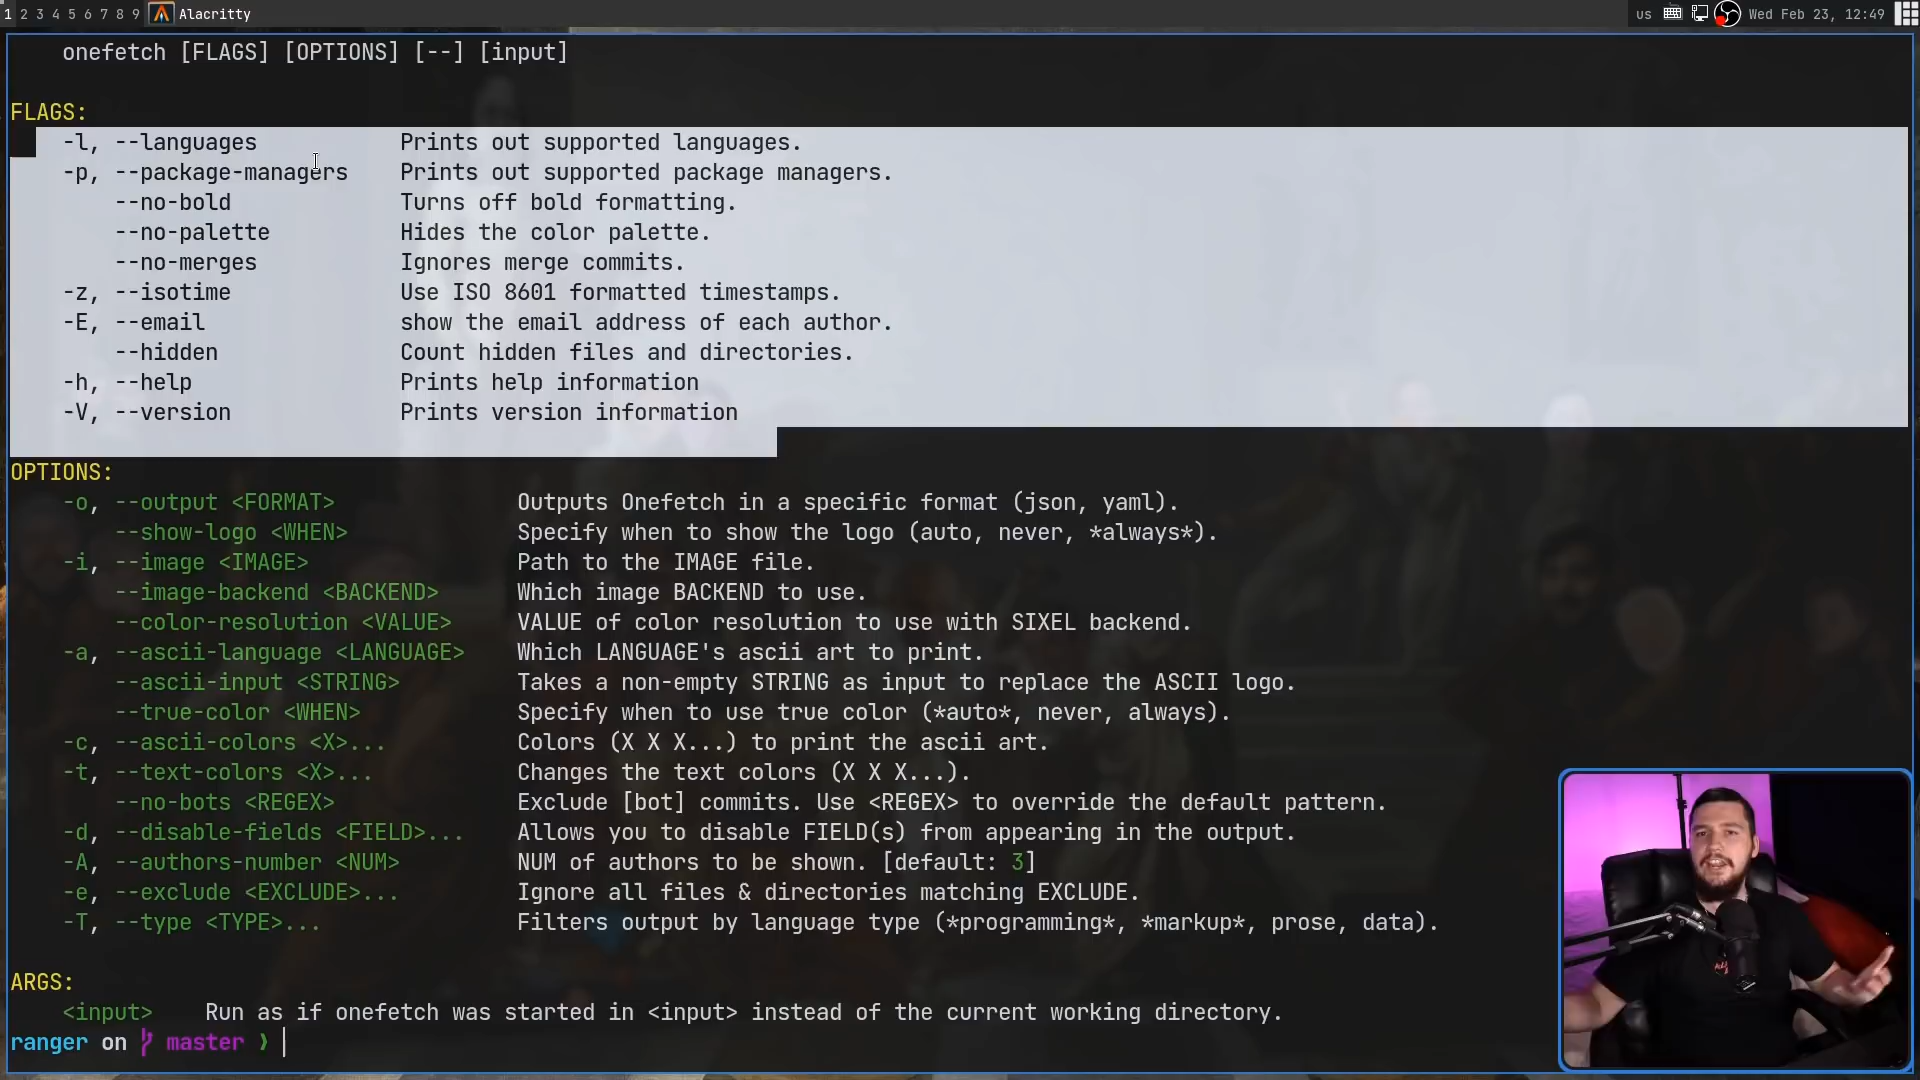 1 2 3 4 5 6 7 8 9 Alacritty us Wed Feb 23, 12:49
onefetch [FLAGS] [OPTIONS] [--] [input]
FLAGS:
-l, --languages Prints out supported languages.
-p, --package-managers Prints out supported package managers.
--no-bold Turns off bold formatting.
--no-palette Hides the color palette.
--no-merges Ignores merge commits.
-z, --isotime Use ISO 8601 formatted timestamps.
-E, --email show the email address of each author.
--hidden Count hidden files and directories.
-h, --help Prints help information
-V, --version Prints version information
OPTIONS:
-o, --output <FORMAT> Outputs Onefetch in a specific format (json, yaml).
--show-logo <WHEN> Specify when to show the logo (auto, never, *always*).
-i, --image <IMAGE> Path to the IMAGE file.
--image-backend <BACKEND> Which image BACKEND to use.
--color-resolution <VALUE> VALUE of color resolution to use with SIXEL backend.
-a, --ascii-language <LANGUAGE> Which LANGUAGE's ascii art to print.
--ascii-input <STRING> Takes a non-empty STRING as input to replace the ASCII logo.
--true-color <WHEN> Specify when to use true color (*auto*, never, always).
-c, --ascii-colors <X>... Colors (X X X...) to print the ascii art.
-t, --text-colors <X>... Changes the text colors (X X X...).
--no-bots <REGEX> Exclude [bot] commits. Use <REGEX> to override the default pattern.
-d, --disable-fields <FIELD>... Allows you to disable FIELD(s) from appearing in the output.
-A, --authors-number <NUM> NUM of authors to be shown. [default: 3]
-e, --exclude <EXCLUDE>... Ignore all files & directories matching EXCLUDE.
-T, --type <TYPE>... Filters output by language type (*programming*, *markup*, prose, data).
ARGS:
<input> Run as if onefetch was started in <input> instead of the current working directory.
ranger on master ❯